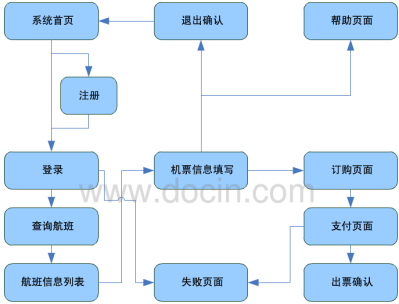 系统首页
退出确认
帮助页面
注册
登录
机票信息填写
订购页面
www.docin.com
查询航班
支付页面
航班信息列表
失败页面
出票确认